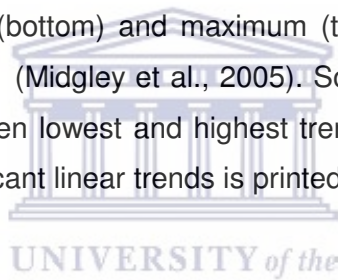 (bottom) and maximum (t
(Midgley et al., 2005). So
en lowest and highest tren
cant linear trends is printed
UNIVERSITY of the